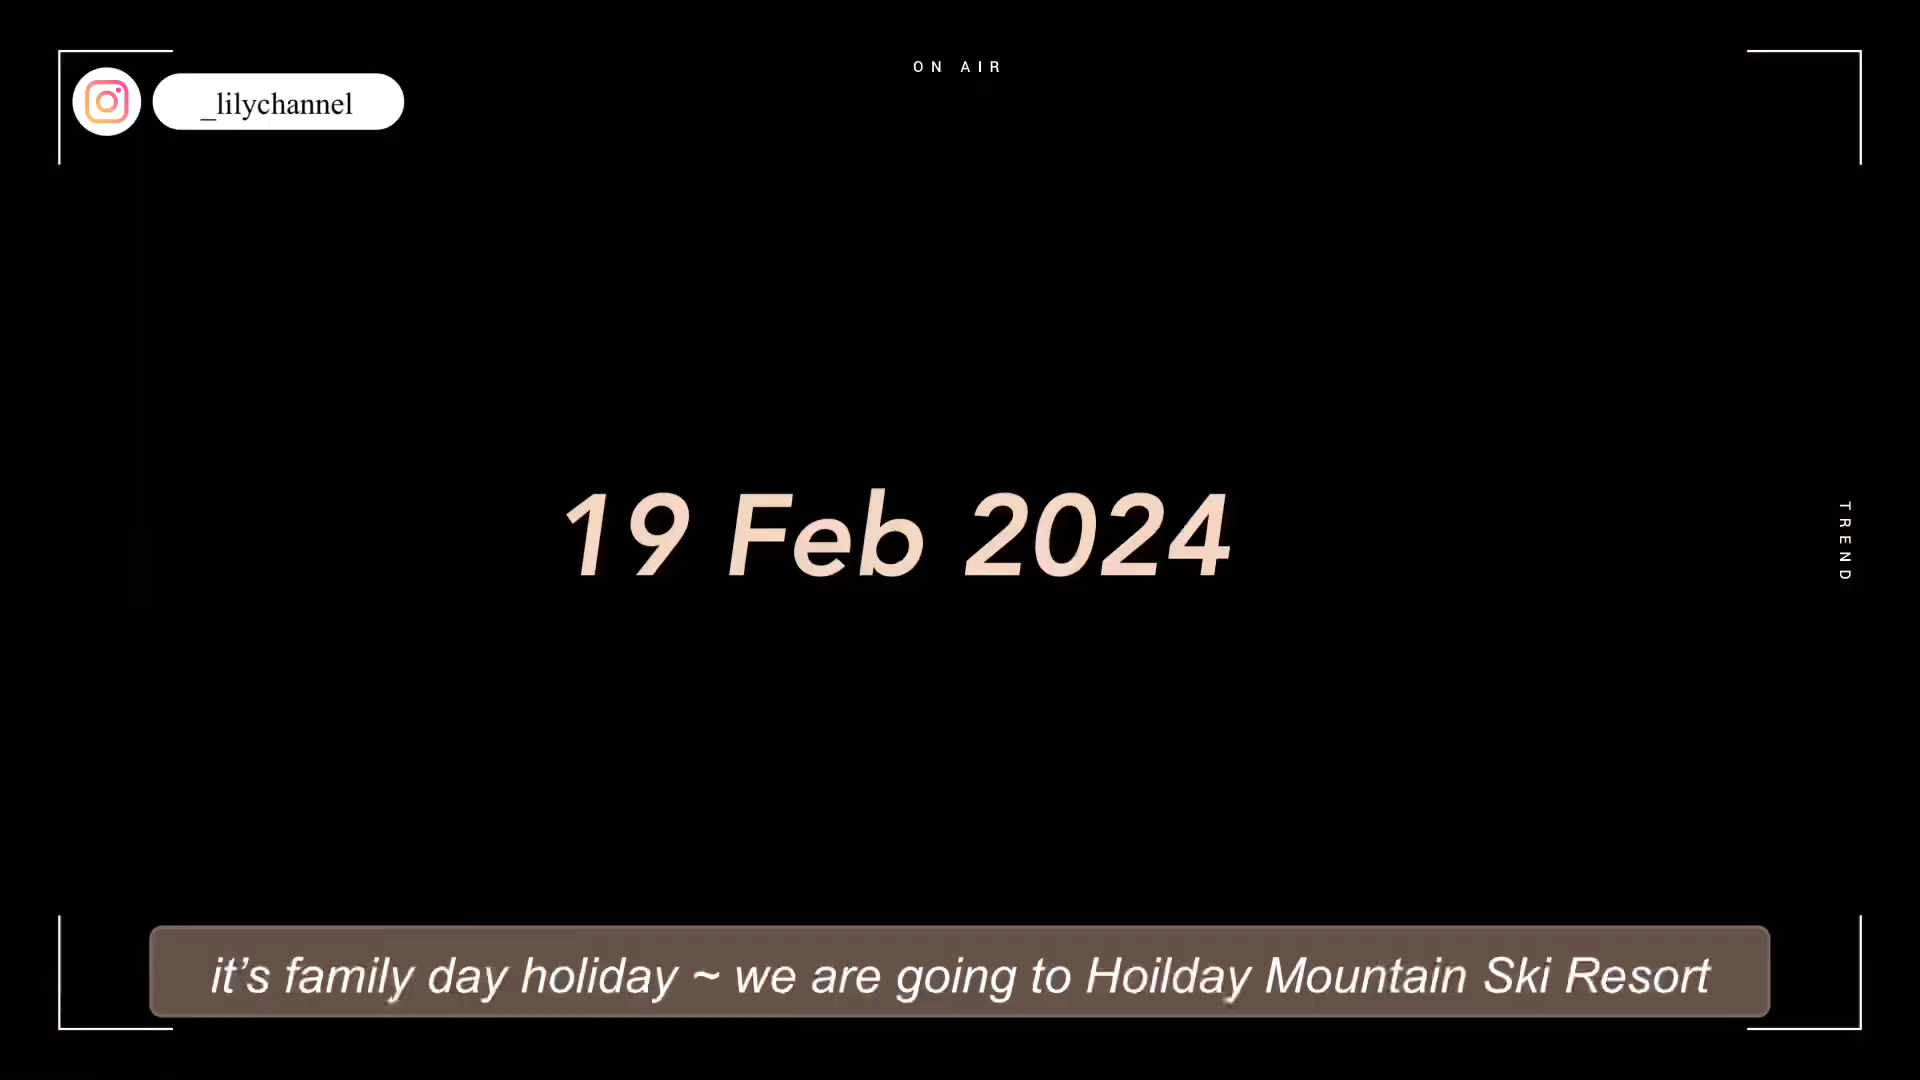 ON AIR
_lilychannel
19 Feb 2024
TREND
it’s family day holiday ~ we are going to Hoilday Mountain Ski Resort